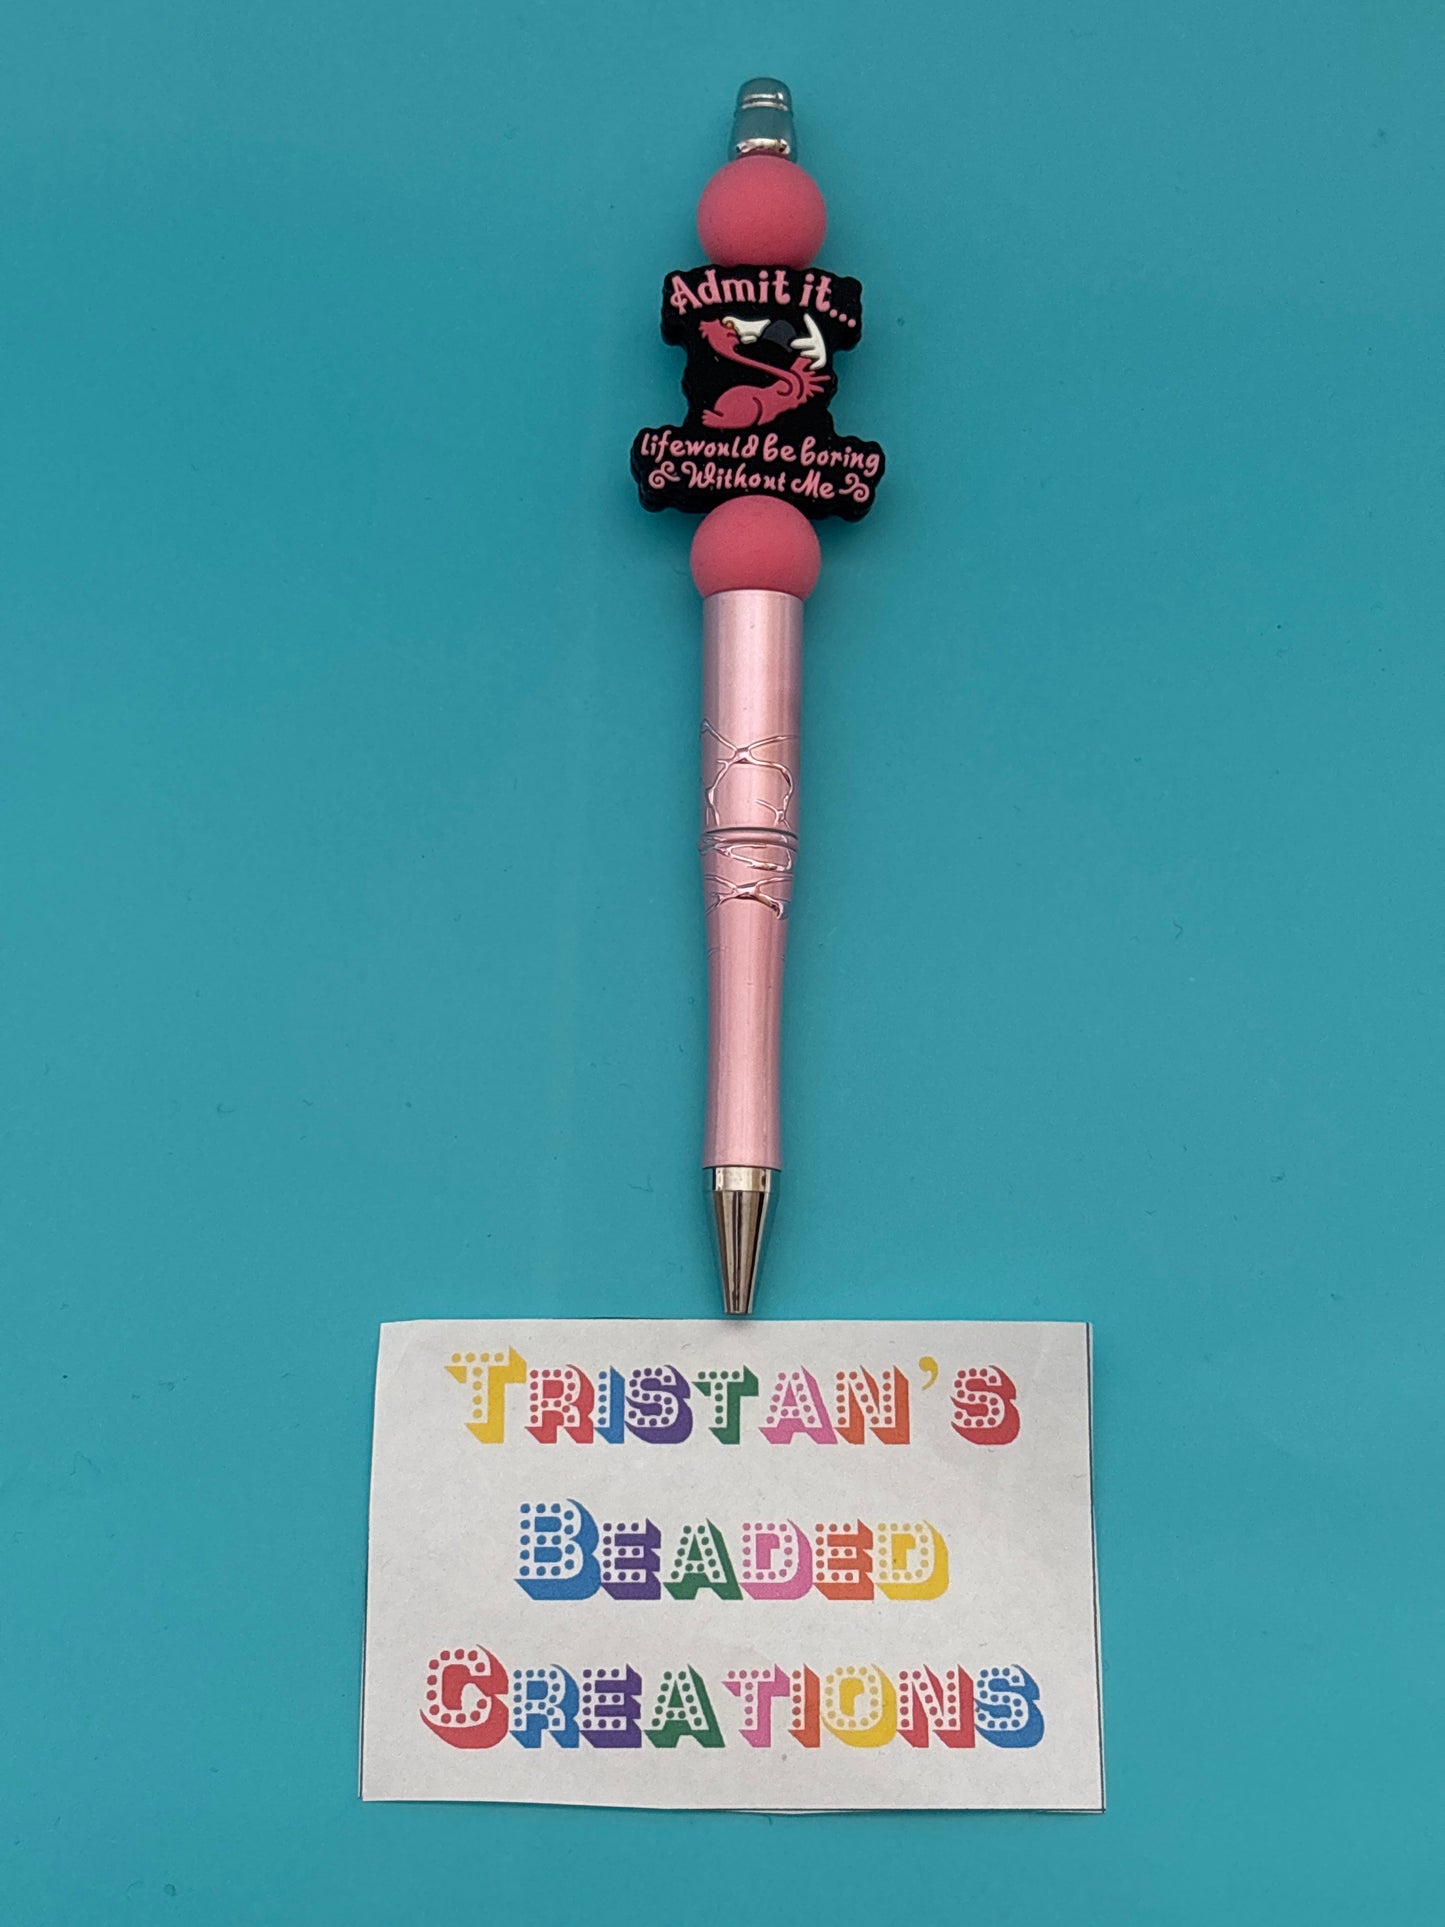 Admit it...
lifewould be boring
Without Me
TRISTAN'S
BEADED
CREATIONS